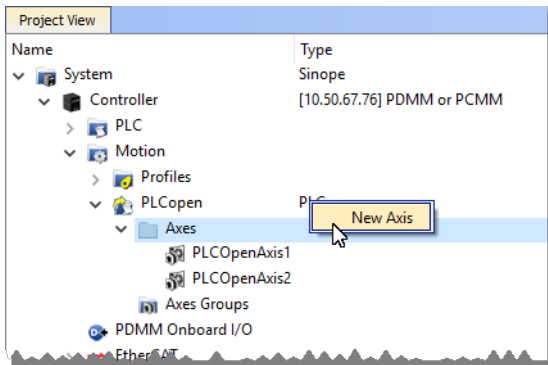 Project View
Name Type
System Sinope
Controller [10.50.67.76] PDMM or PCMM
PLC
Motion
Profiles
PLCopen
New Axis
Axes
PLCOpenAxis1
PLCOpenAxis2
Axes Groups
PDMM Onboard I/O